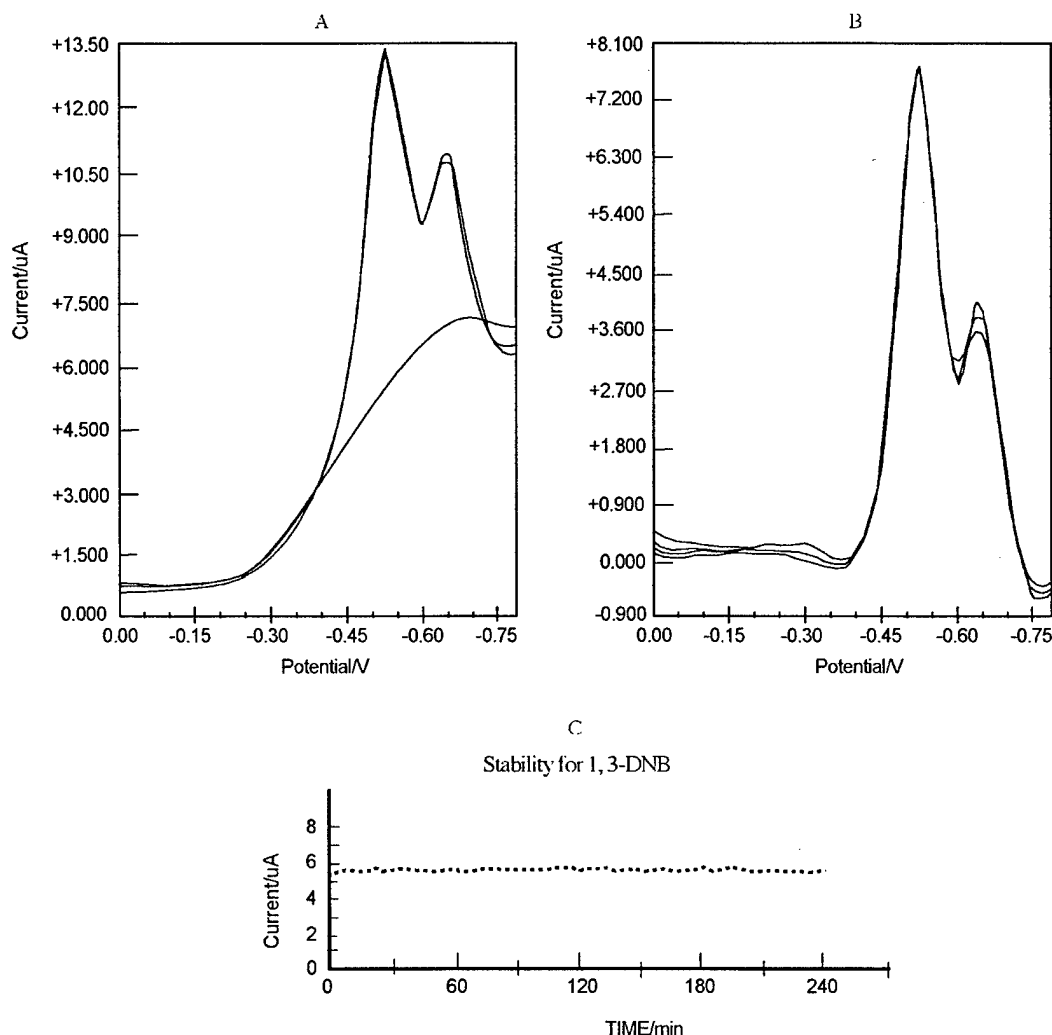 A
Current/uA
+13.50
+12.00
+10.50
+9.000
+7.500
+6.000
+4.500
+3.000
+1.500
0.000
0.00 -0.15 -0.30 -0.45 -0.60 -0.75
Potential/V
B
Current/uA
+8.100
+7.200
+6.300
+5.400
+4.500
+3.600
+2.700
+1.800
+0.900
0.000
-0.900
0.00 -0.15 -0.30 -0.45 -0.60 -0.75
Potential/V
C
Stability for 1, 3-DNB
Current/uA
8
6
4
2
0
0 60 120 180 240
TIME/min